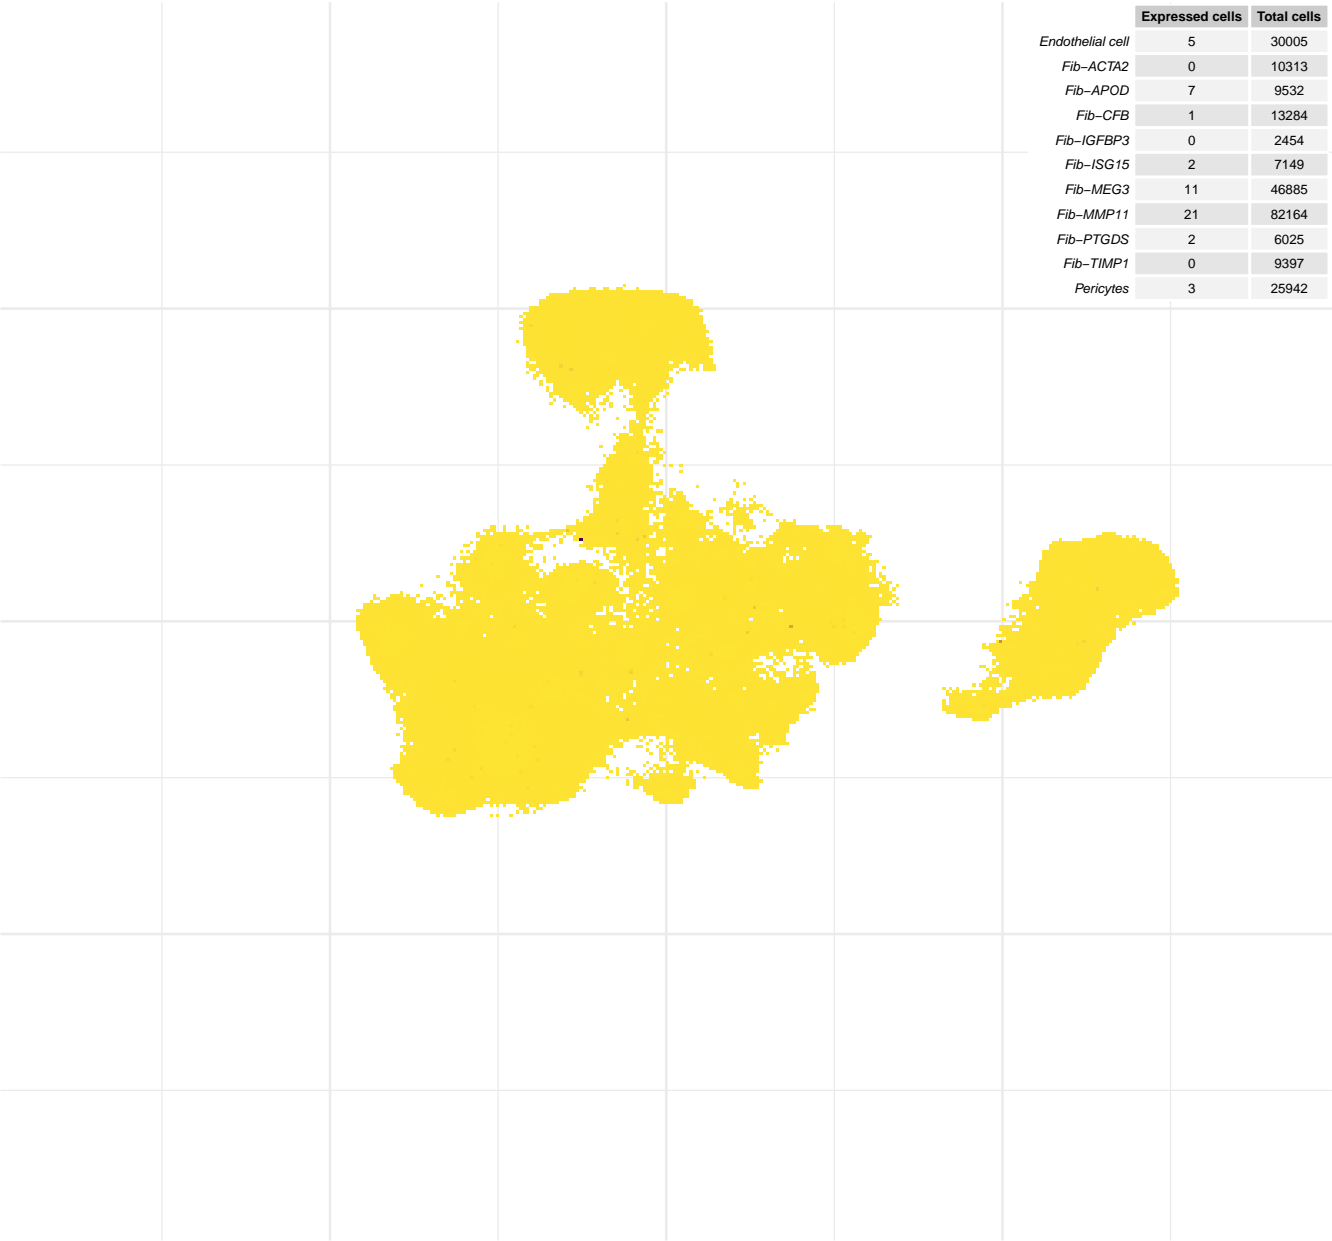 Expressed cells Total cells
Endothelial cell 5 30005
Fib−ACTA2 0 10313
Fib−APOD 7 9532
Fib−CFB 1 13284
Fib−IGFBP3 0 2454
Fib−ISG15 2 7149
Fib−MEG3 11 46885
Fib−MMP11 21 82164
Fib−PTGDS 2 6025
Fib−TIMP1 0 9397
Pericytes 3 25942